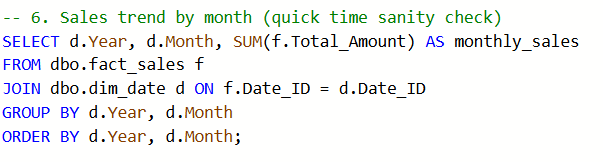 -- 6. Sales trend by month (quick time sanity check)
SELECT d.Year, d.Month, SUM(f.Total_Amount) AS monthly_sales
FROM dbo.fact_sales f
JOIN dbo.dim_date d ON f.Date_ID = d.Date_ID
GROUP BY d.Year, d.Month
ORDER BY d.Year, d.Month;